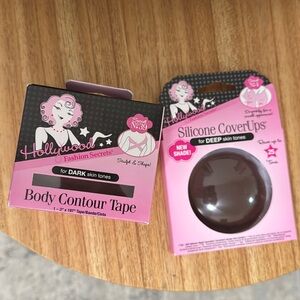 Hollywood
Fashion Secrets
Sculpt & Shape!
for DARK skin tones
Body Contour Tape
Hollywood
Silicone CoverUps
for DEEP skin tones
NEW
SHADE!